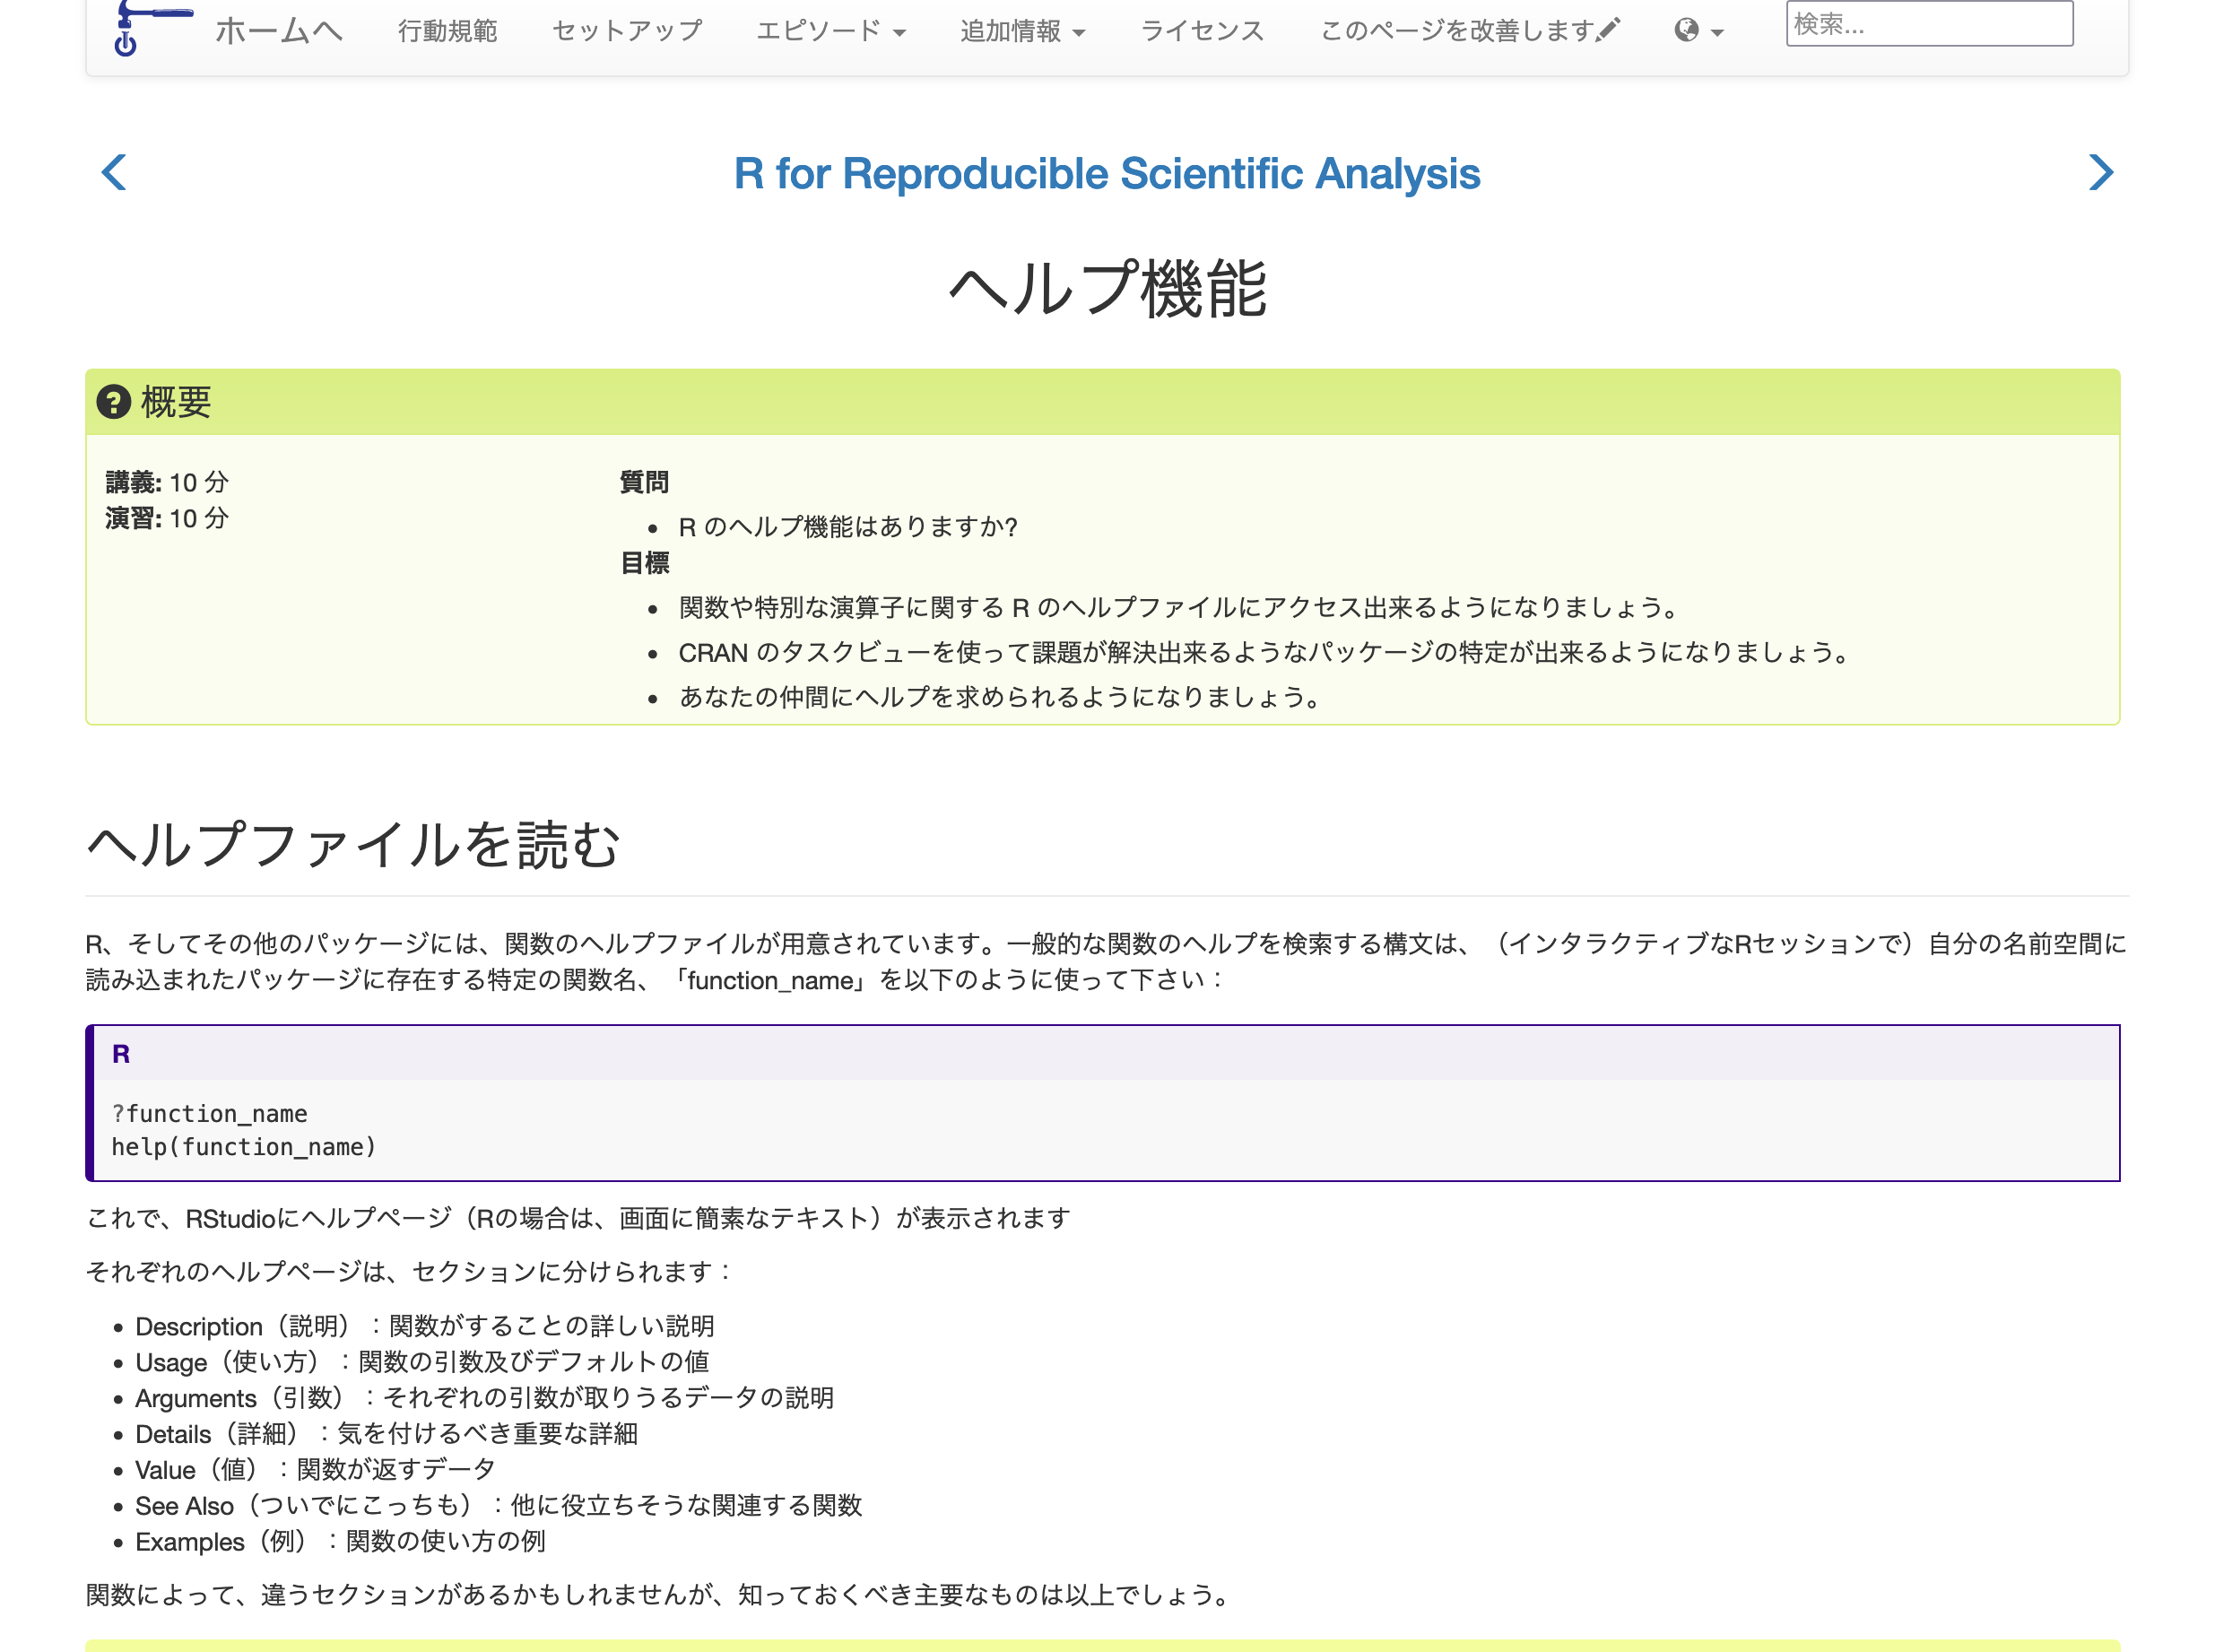 ホームへ 行動規範 セットアップ エピソード 追加情報 ライセンス このページを改善します 検索...
R for Reproducible Scientific Analysis
ヘルプ機能
概要
講義: 10 分
演習: 10 分
質問
R のヘルプ機能はありますか?
目標
関数や特別な演算子に関する R のヘルプファイルにアクセス出来るようになりましょう。
CRAN のタスクビューを使って課題が解決出来るようなパッケージの特定が出来るようになりましょう。
あなたの仲間にヘルプを求められるようになりましょう。
ヘルプファイルを読む
R、そしてその他のパッケージには、関数のヘルプファイルが用意されています。一般的な関数のヘルプを検索する構文は、（インタラクティブなRセッションで）自分の名前空間に
読み込まれたパッケージに存在する特定の関数名、「function_name」を以下のように使って下さい：
R
?function_name
help(function_name)
これで、RStudioにヘルプページ（Rの場合は、画面に簡素なテキスト）が表示されます
それぞれのヘルプページは、セクションに分けられます：
Description（説明）：関数がすることの詳しい説明
Usage（使い方）：関数の引数及びデフォルトの値
Arguments（引数）：それぞれの引数が取りうるデータの説明
Details（詳細）：気を付けるべき重要な詳細
Value（値）：関数が返すデータ
See Also（ついでにこっちも）：他に役立ちそうな関連する関数
Examples（例）：関数の使い方の例
関数によって、違うセクションがあるかもしれませんが、知っておくべき主要なものは以上でしょう。